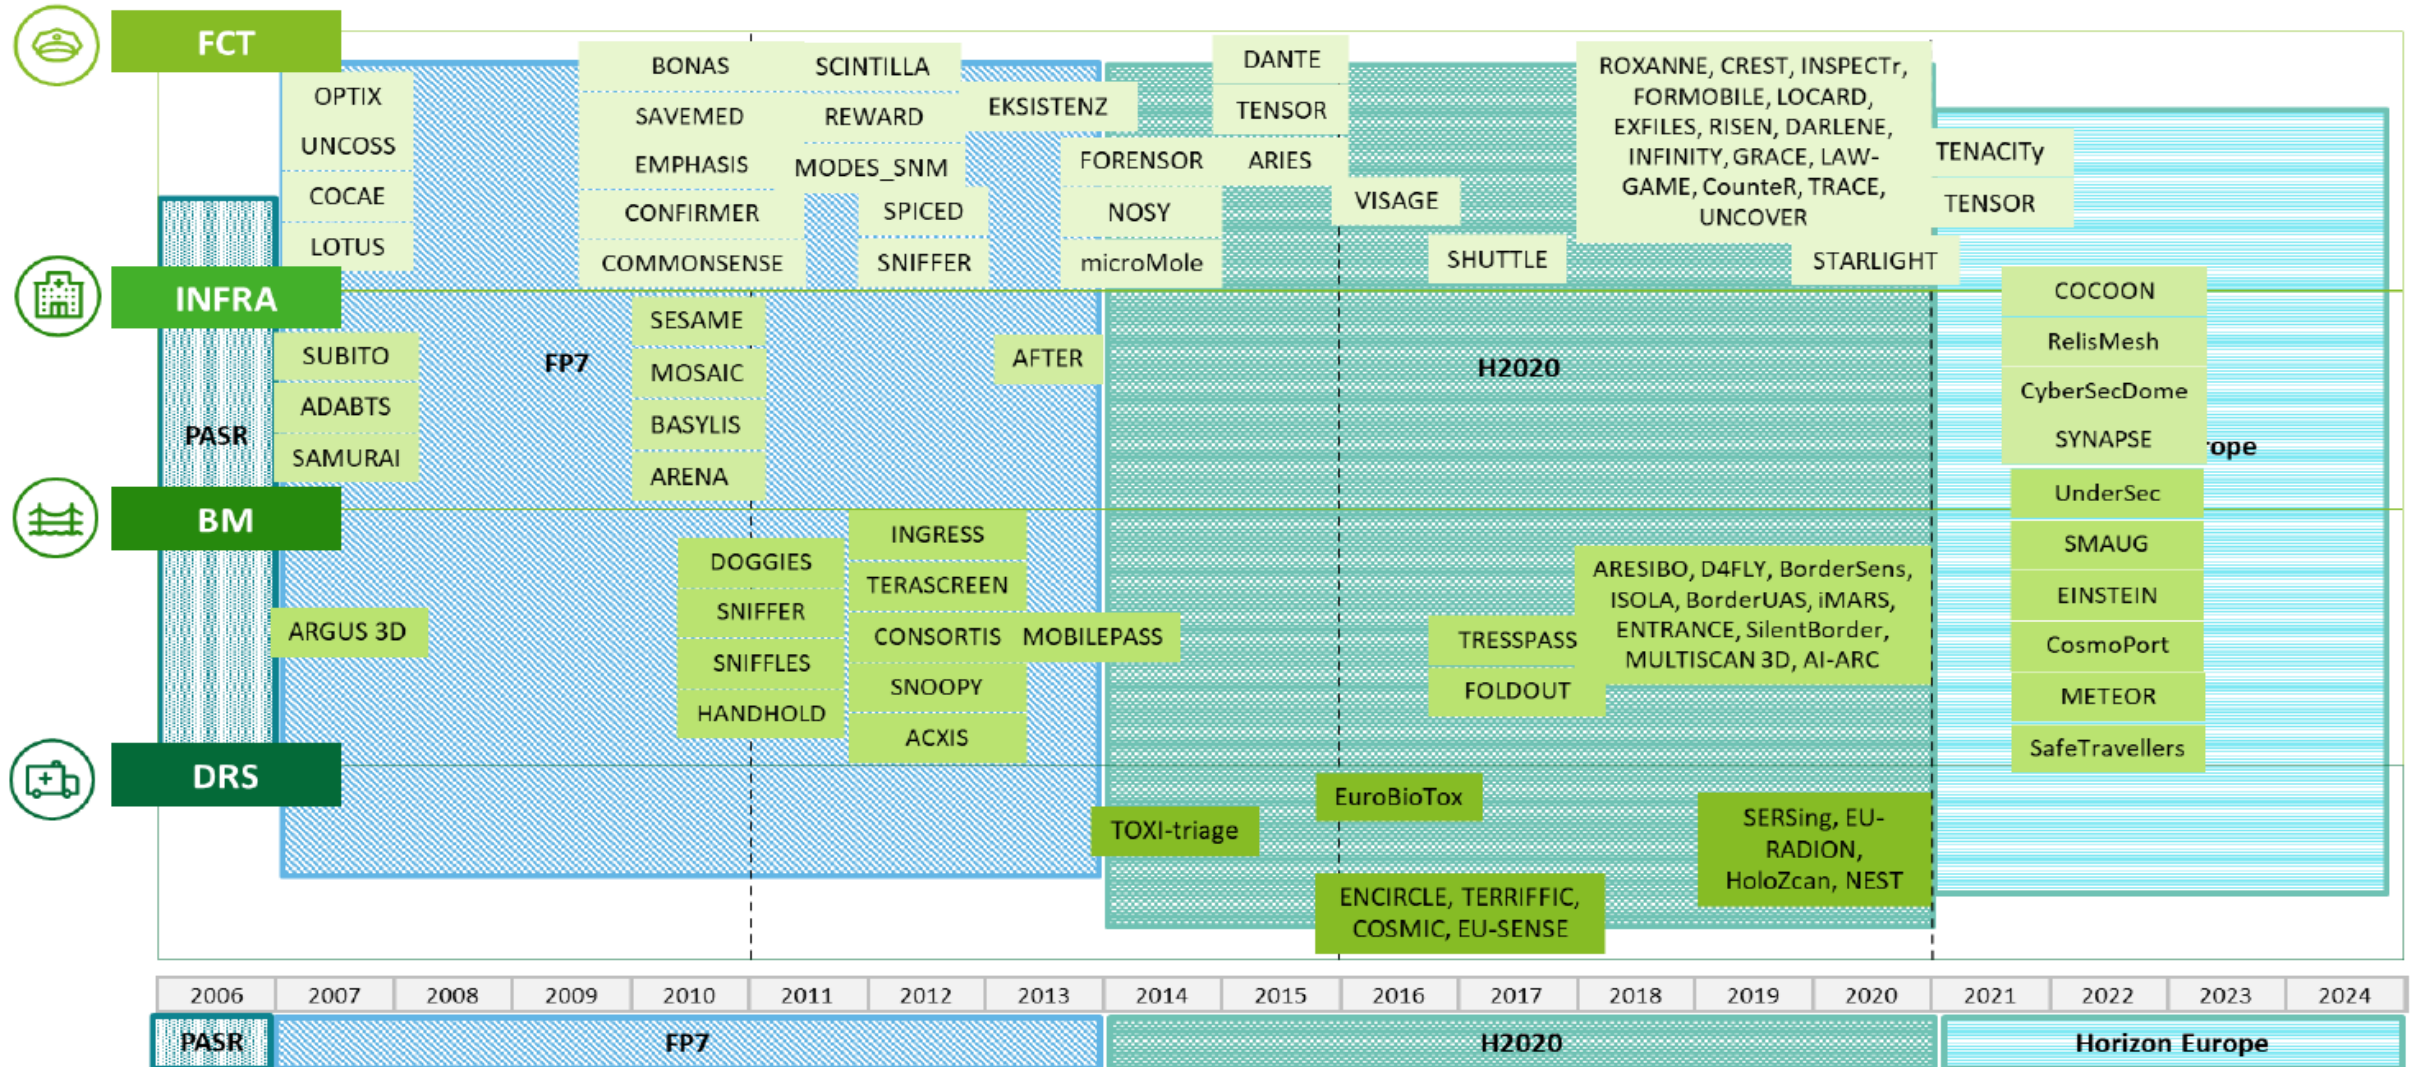 FCT
OPTIX
UNCOSS
COCAE
LOTUS
BONAS
SAVEMED
EMPHASIS
CONFIRMER
COMMONSENSE
SCINTILLA
REWARD
MODES_SNM
SPICED
SNIFFER
EKSISTENZ
FORENSOR
NOSY
microMole
DANTE
TENSOR
ARIES
VISAGE
SHUTTLE
ROXANNE, CREST, INSPECTr,
FORMOBILE, LOCARD,
EXFILES, RISEN, DARLENE,
INFINITY, GRACE, LAW-
GAME, CounteR, TRACE,
UNCOVER
STARLIGHT
TENACITy
TENSOR
INFRA
SUBITO
ADABTS
SAMURAI
PASR
FP7
SESAME
MOSAIC
BASYLIS
ARENA
AFTER
H2020
COCOON
RelisMesh
CyberSecDome
SYNAPSE
rope
BM
ARGUS 3D
DOGGIES
SNIFFER
SNIFFLES
HANDHOLD
INGRESS
TERASCREEN
CONSORTIS
SNOOPY
ACXIS
MOBILEPASS
TRESSPASS
FOLDOUT
ARESIBO, D4FLY, BorderSens,
ISOLA, BorderUAS, iMARS,
ENTRANCE, SilentBorder,
MULTISCAN 3D, AI-ARC
UnderSec
SMAUG
EINSTEIN
CosmoPort
METEOR
SafeTravellers
DRS
TOXI-triage
EuroBioTox
ENCIRCLE, TERRIFFIC,
COSMIC, EU-SENSE
SERSing, EU-
RADION,
HoloZcan, NEST
2006 2007 2008 2009 2010 2011 2012 2013 2014 2015 2016 2017 2018 2019 2020 2021 2022 2023 2024
PASR FP7 H2020 Horizon Europe